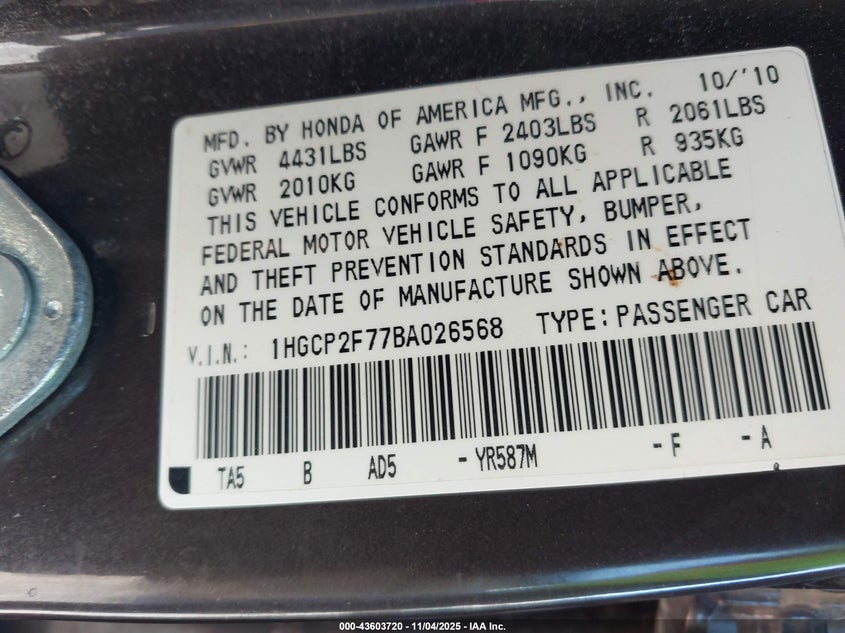 MFD. BY HONDA OF AMERICA MFG., INC. 10/'10
GVWR 4431LBS GAWR F 2403LBS R 2061LBS
GVWR 2010KG GAWR F 1090KG R 935KG
THIS VEHICLE CONFORMS TO ALL APPLICABLE
FEDERAL MOTOR VEHICLE SAFETY, BUMPER,
AND THEFT PREVENTION STANDARDS IN EFFECT
ON THE DATE OF MANUFACTURE SHOWN ABOVE.
V.I.N.: 1HGCP2F77BA026568 TYPE: PASSENGER CAR
TA5 B AD5 -YR587M -F -A
000-43603720 - 11/04/2025 - IAA Inc.